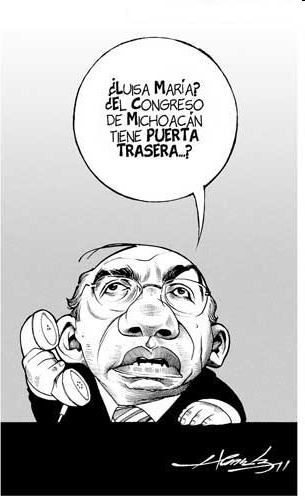 ¿Luisa María?
¿El Congreso
de Michoacán
tiene PUERTA
TRASERA...?